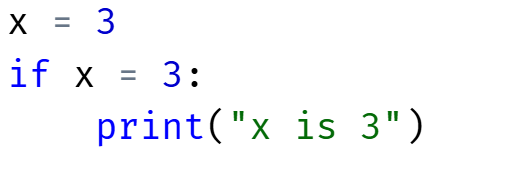 x = 3
if x = 3:
    print("x is 3")